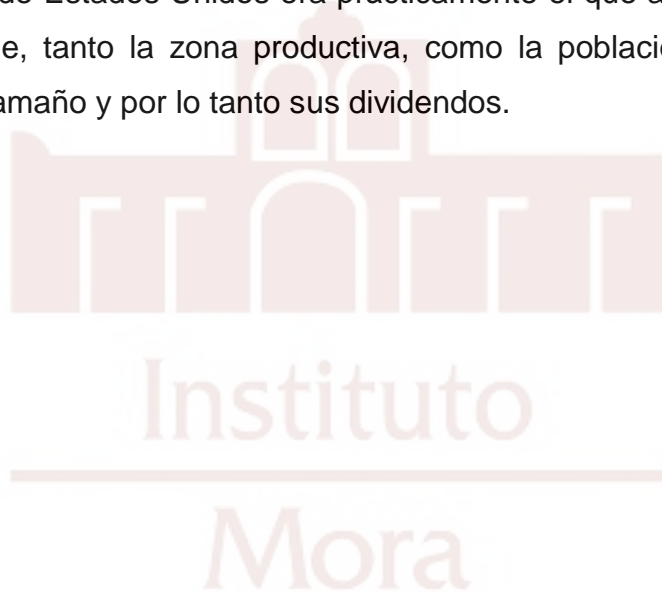 de Estados Unidos era prácticamente el que a
e, tanto la zona productiva, como la població
amaño y por lo tanto sus dividendos.
Instituto
Mora